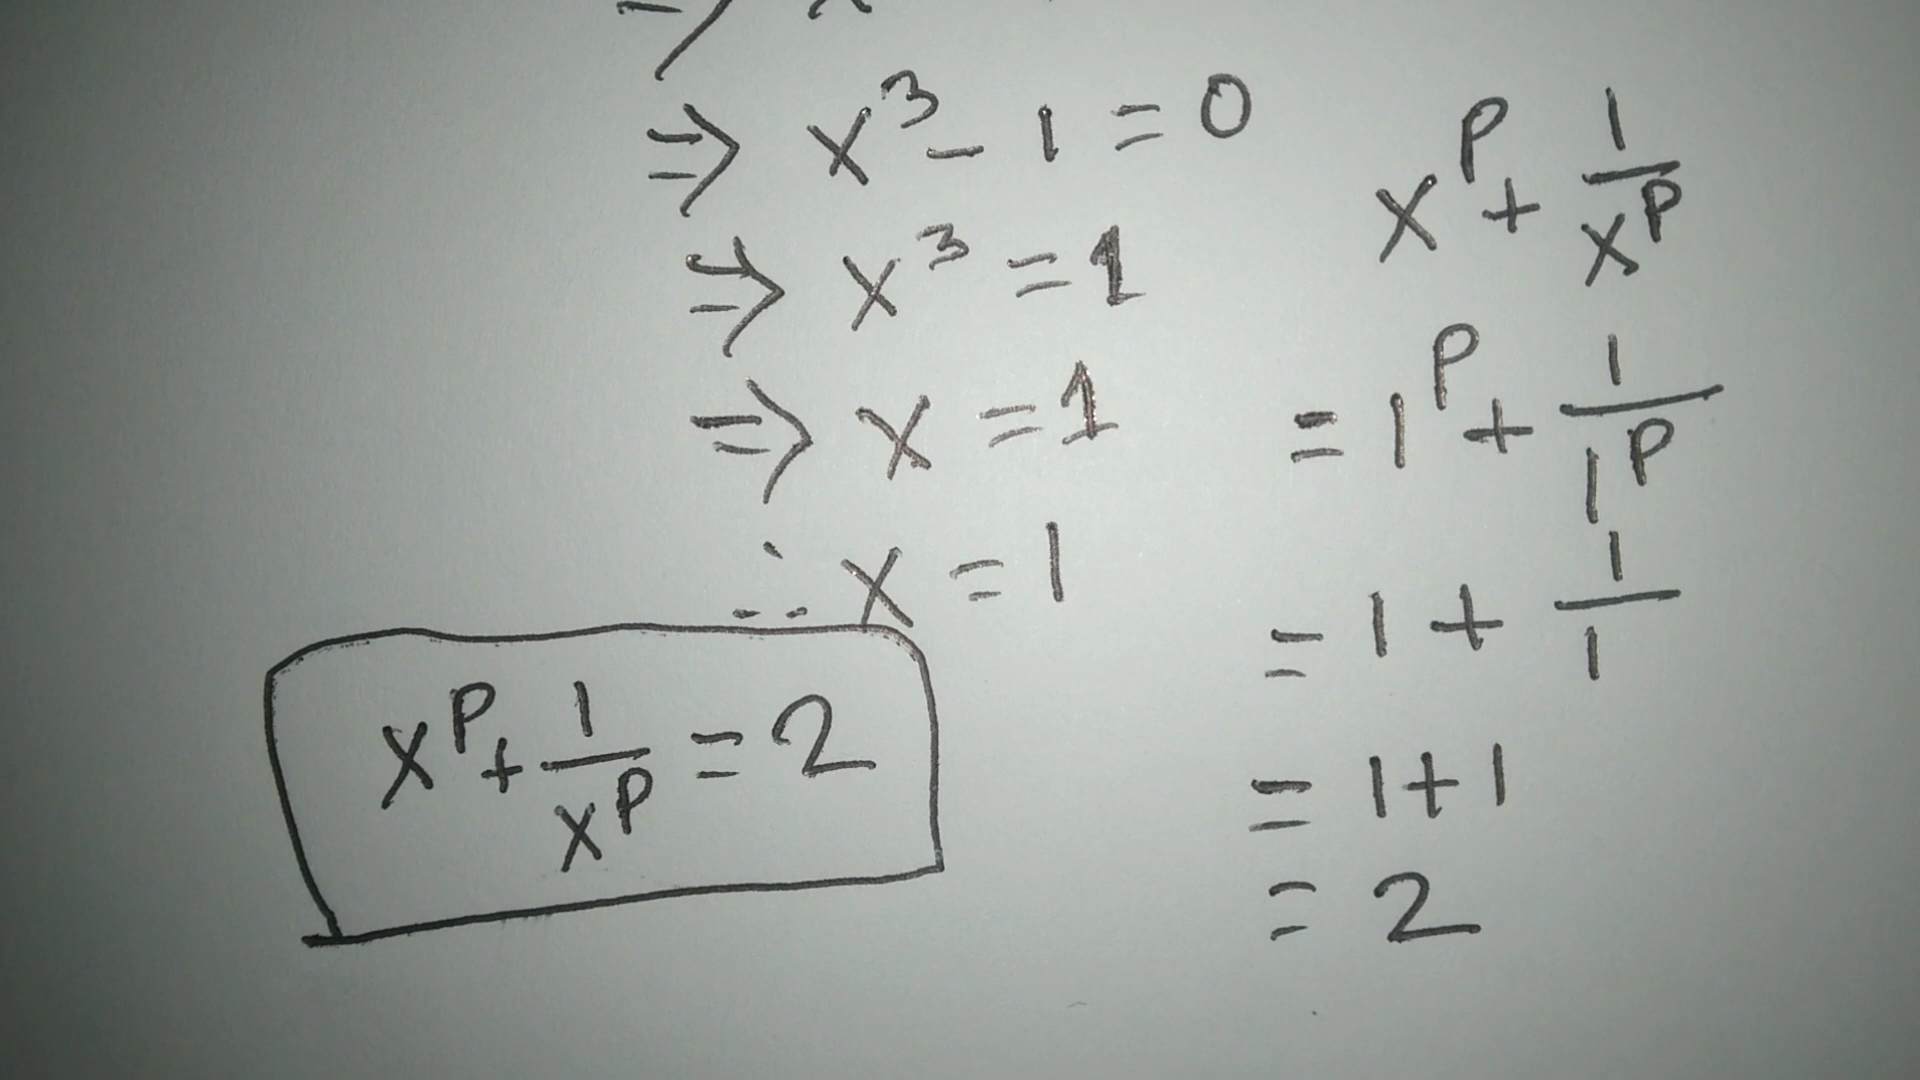 ⇒ x³ - 1 = 0
⇒ x³ = 1
⇒ x = 1
∴ x = 1
x^P + 1/x^P = 2
x^P + 1/x^P
= 1^P + 1/1^P
= 1 + 1/1
= 1 + 1
= 2